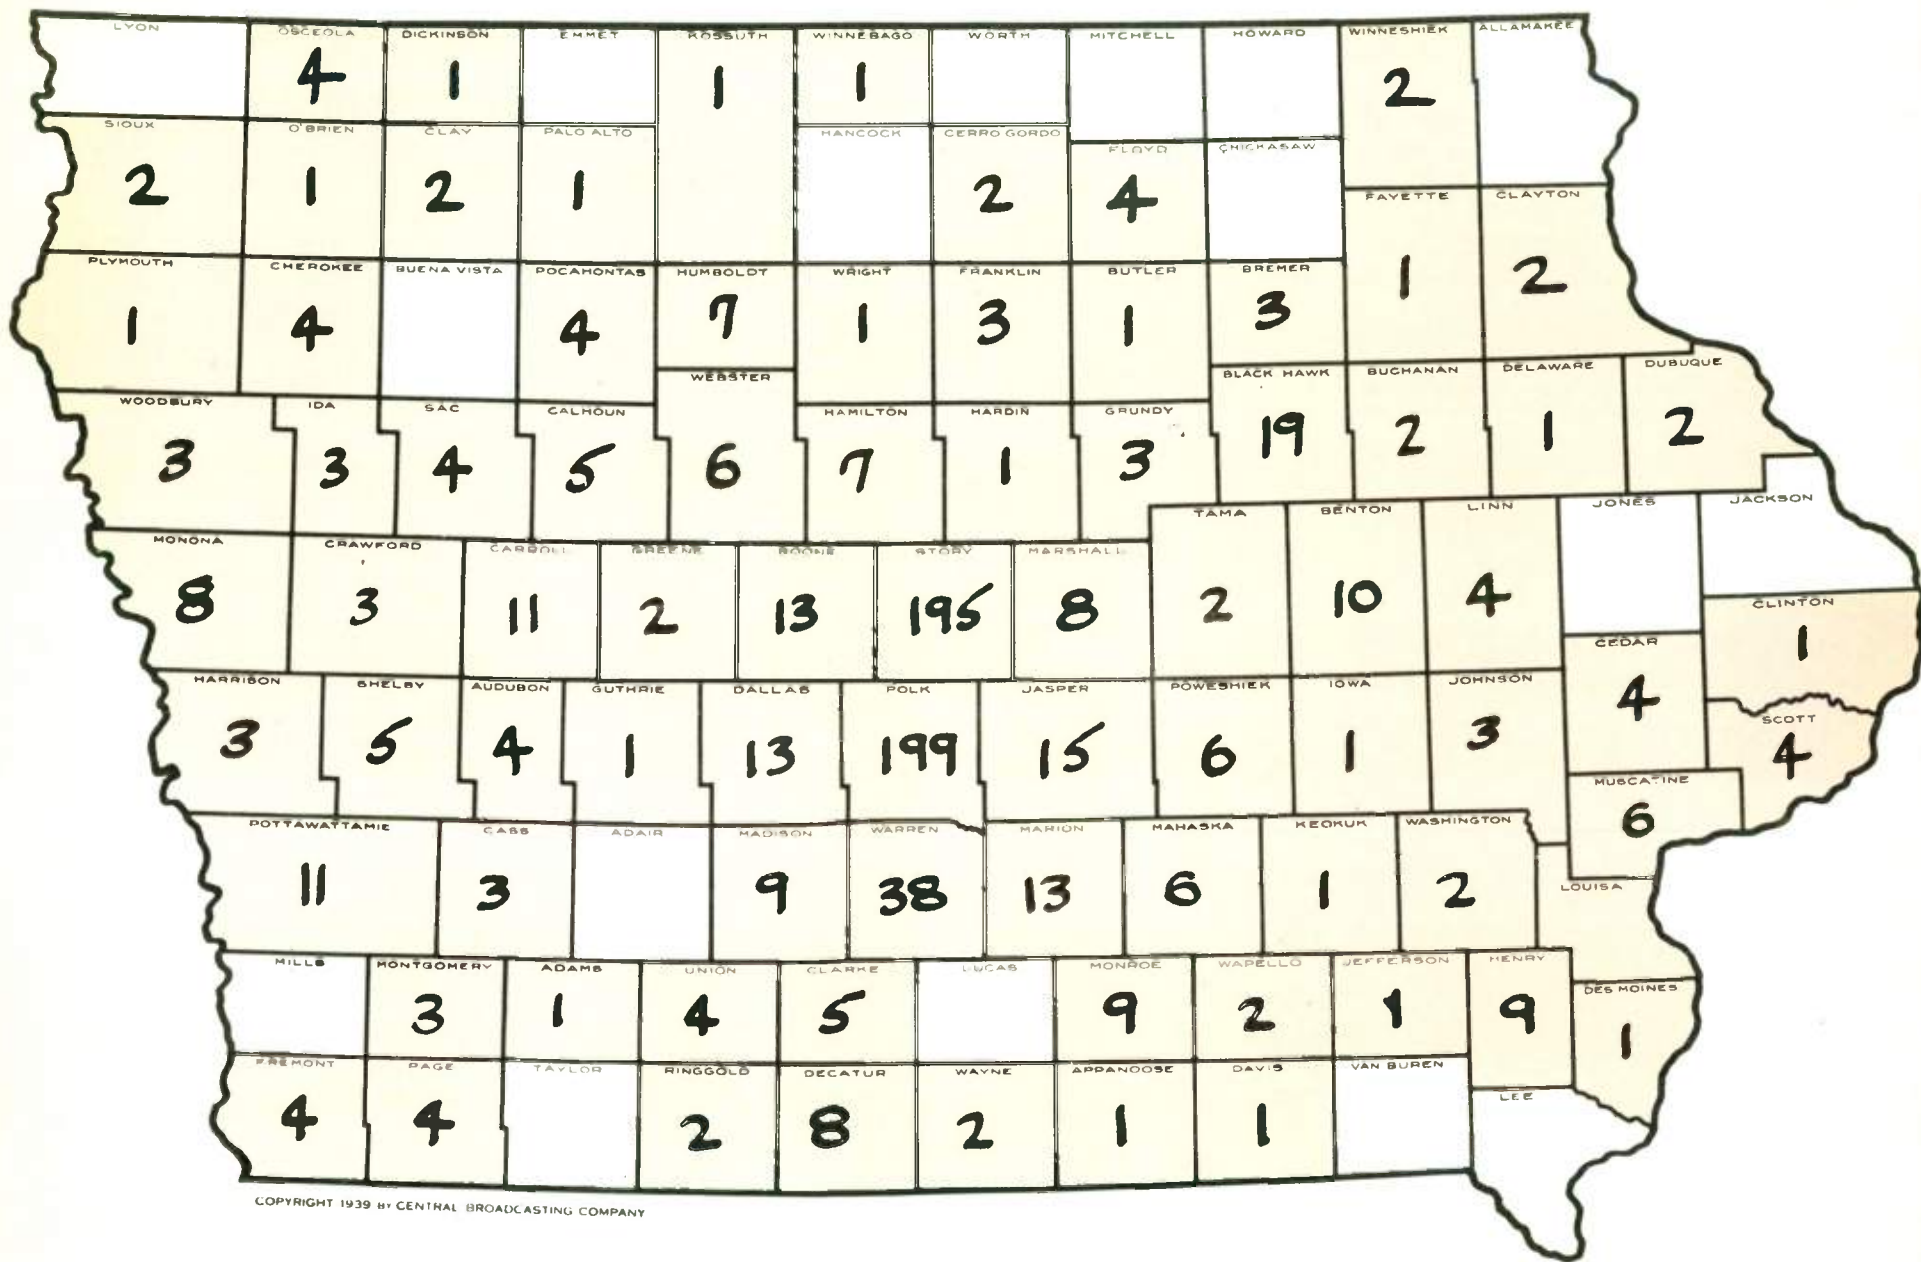 LYON OSCEOLA DICKINSON EMMET KOSSUTH WINNEBAGO WORTH MITCHELL HOWARD WINNESHIEK ALLAMAKEE
4 1 1 1 2
SIOUX O'BRIEN CLAY PALO ALTO HANCOCK CERRO GORDO FLOYD CHICKASAW
2 1 2 1 2 4
FAYETTE CLAYTON
1 2
PLYMOUTH CHEROKEE BUENA VISTA POCAHONTAS HUMBOLDT WRIGHT FRANKLIN BUTLER BREMER
1 4 4 7 1 3 1 3
WEBSTER BLACK HAWK BUCHANAN DELAWARE DUBUQUE
6 19 2 1 2
WOODBURY IDA SAC CALHOUN HAMILTON HARDIN GRUNDY
3 3 4 5 7 1 3
TAMA BENTON LINN JONES JACKSON
2 10 4
MONONA CRAWFORD CARROLL GREENE BOONE STORY MARSHALL
8 3 11 2 13 195 8
CLINTON
1
CEDAR
4
HARRISON SHELBY AUDUBON GUTHRIE DALLAS POLK JASPER POWESHIEK IOWA JOHNSON
3 5 4 1 13 199 15 6 1 3
SCOTT
4
MUSCATINE
6
POTTAWATTAMIE CASS ADAIR MADISON WARREN MARION MAHASKA KEOKUK WASHINGTON
11 3 9 38 13 6 1 2
LOUISA
MILLS MONTGOMERY ADAMS UNION CLARKE LUCAS MONROE WAPELLO JEFFERSON HENRY
3 1 4 5 9 2 1 9
DES MOINES
1
FREMONT PAGE TAYLOR RINGGOLD DECATUR WAYNE APPANOOSE DAVIS VAN BUREN
4 4 2 8 2 1 1
LEE
COPYRIGHT 1939 BY CENTRAL BROADCASTING COMPANY